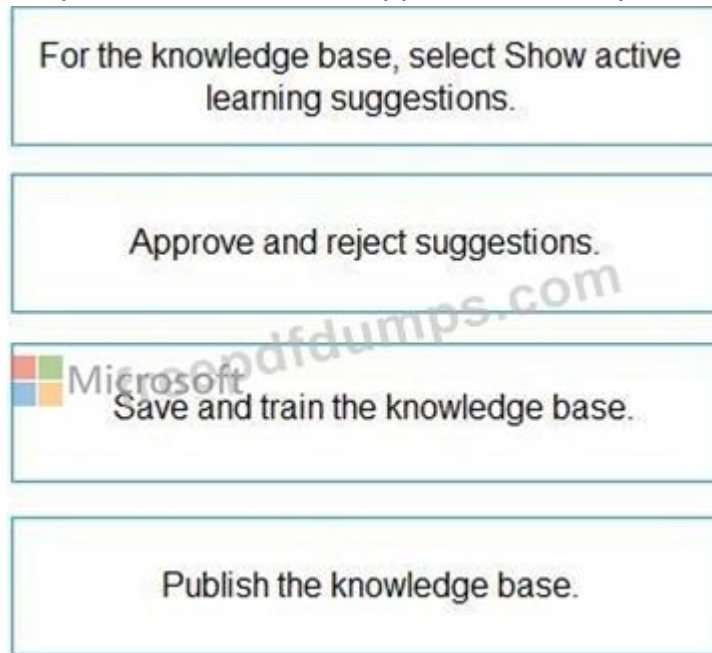 For the knowledge base, select Show active
learning suggestions.
Approve and reject suggestions.
Microsoft
Save and train the knowledge base.
Publish the knowledge base.